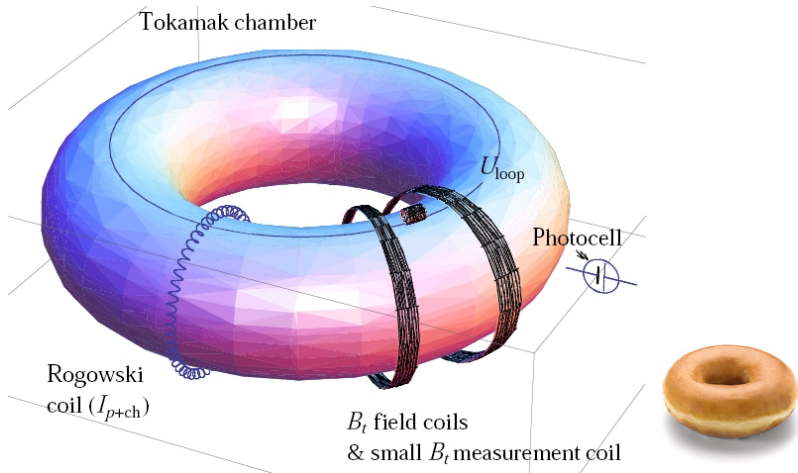 Tokamak chamber
U_loop
Photocell
Rogowski
coil (I_p+ch)
B_t field coils
& small B_t measurement coil